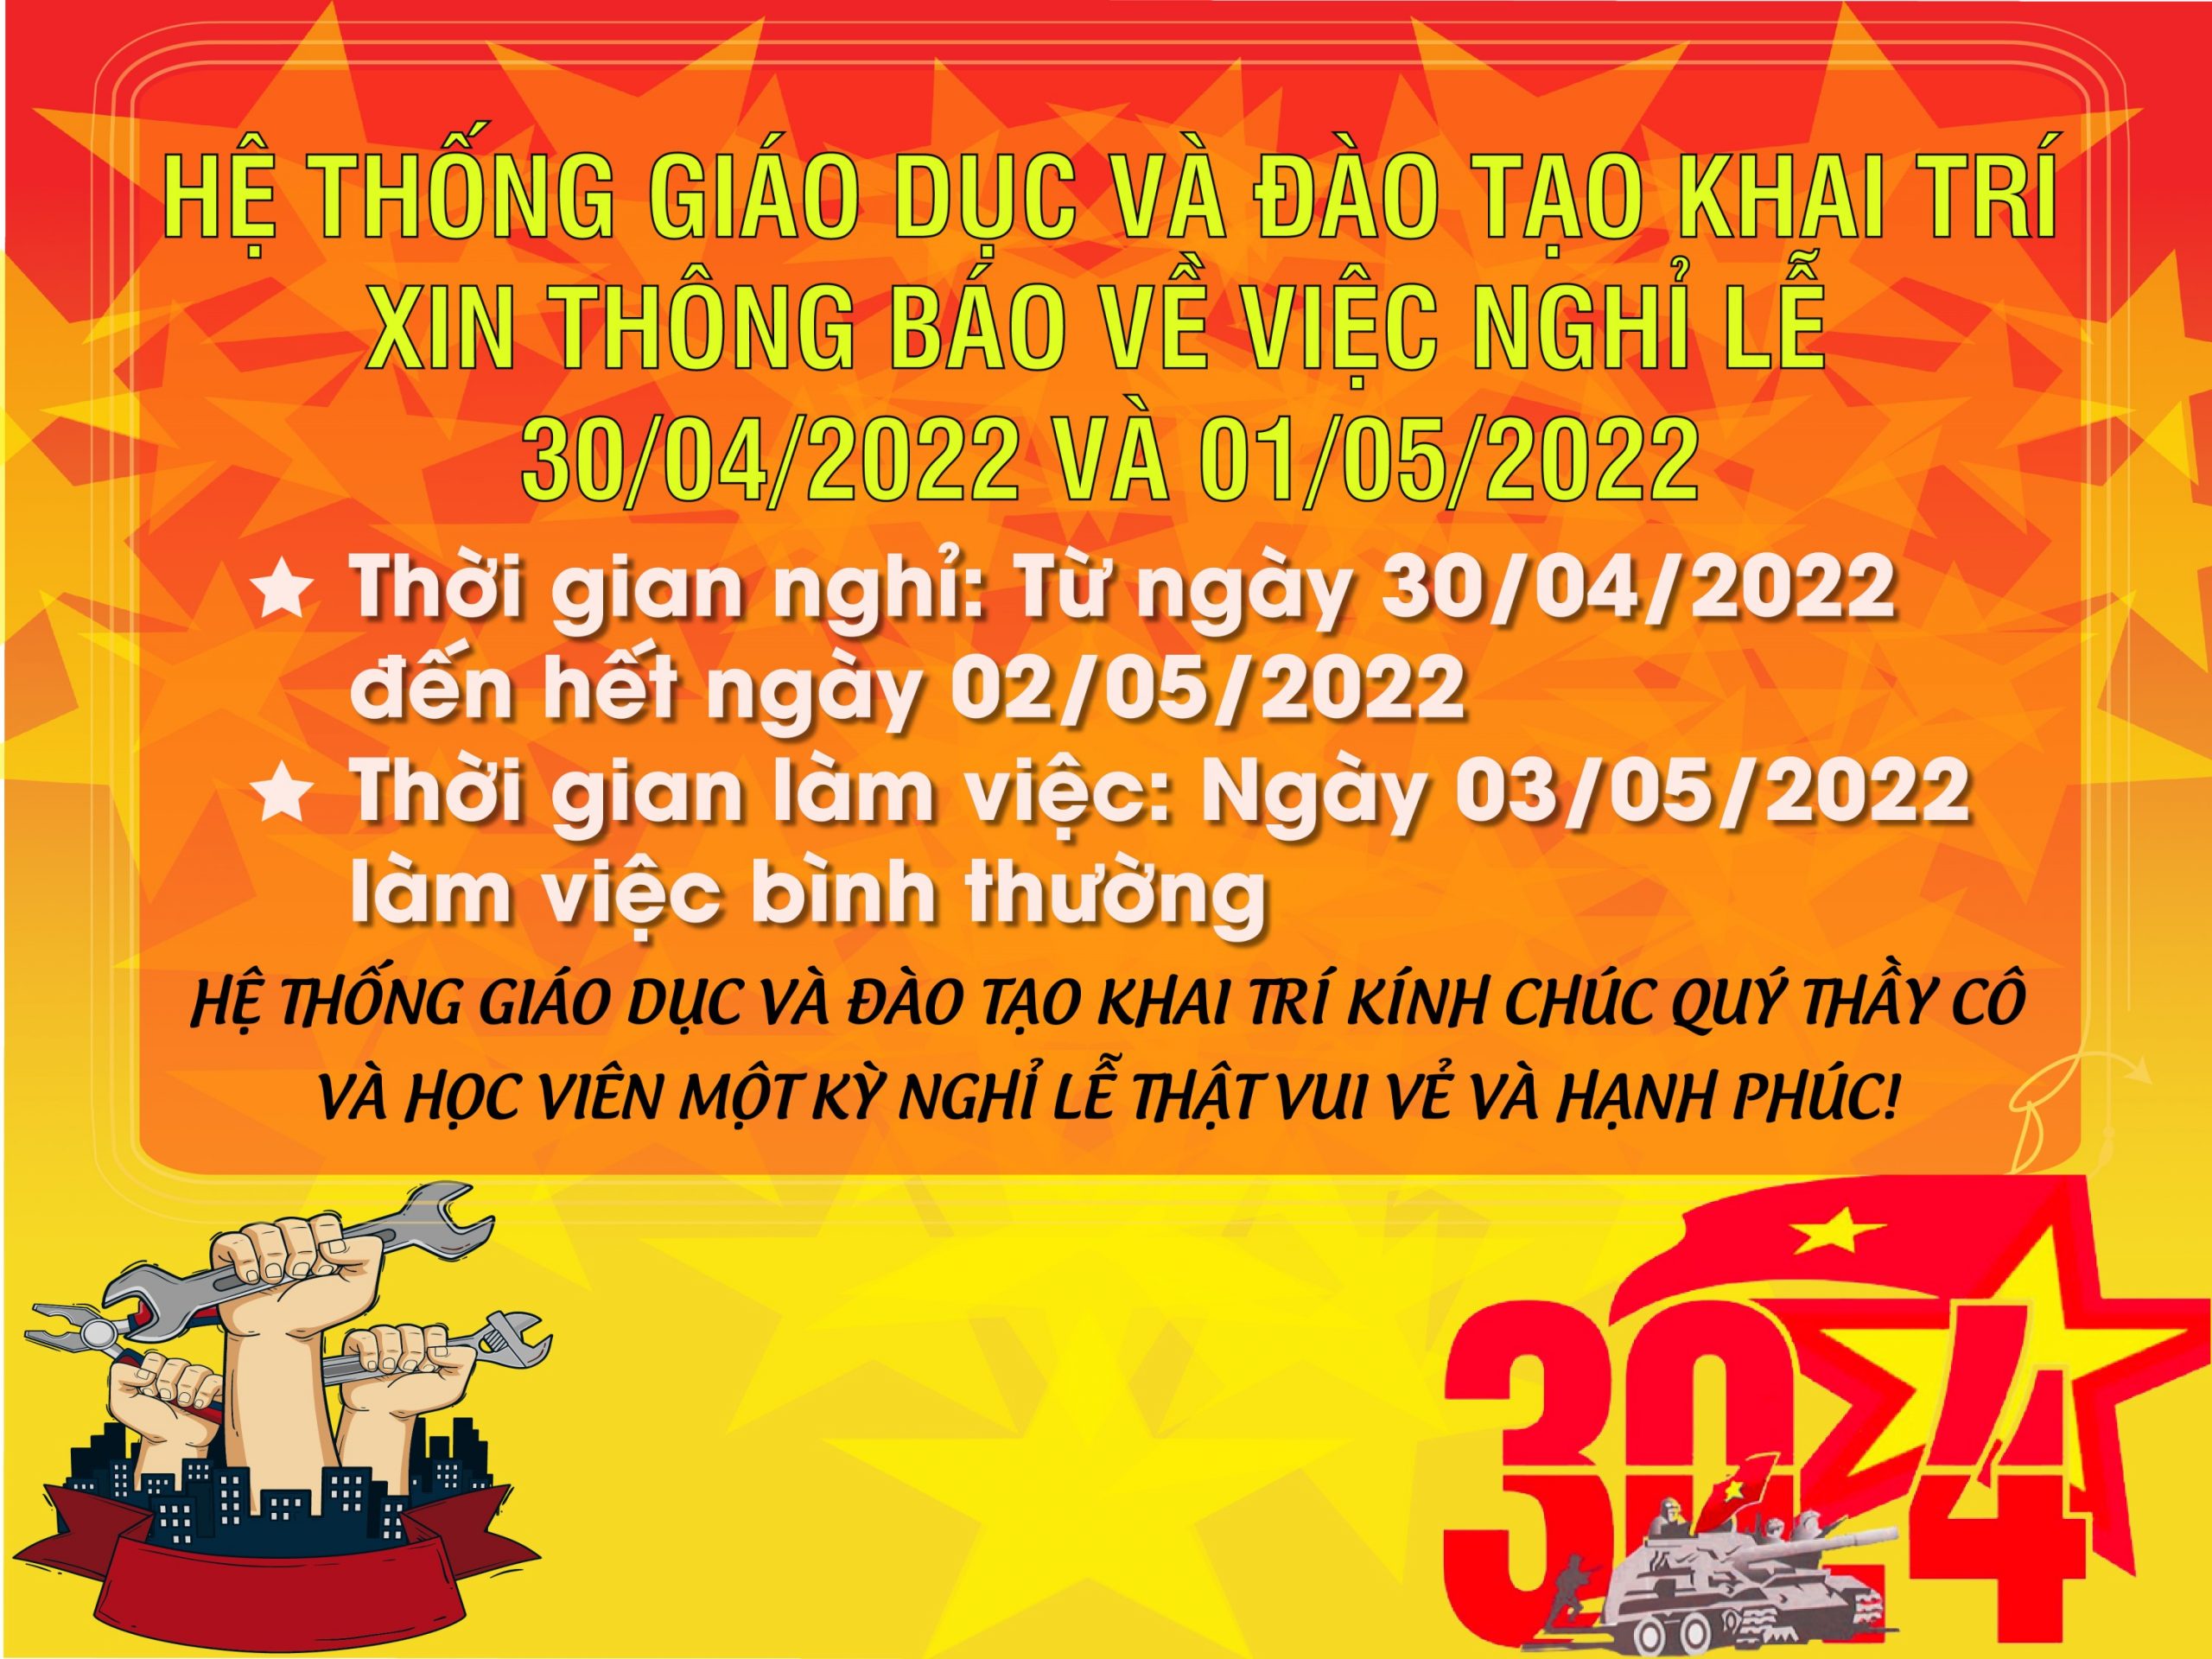 HỆ THỐNG GIÁO DỤC VÀ ĐÀO TẠO KHAI TRÍ
XIN THÔNG BÁO VỀ VIỆC NGHỈ LỄ
30/04/2022 VÀ 01/05/2022
Thời gian nghỉ: Từ ngày 30/04/2022
đến hết ngày 02/05/2022
Thời gian làm việc: Ngày 03/05/2022
làm việc bình thường
HỆ THỐNG GIÁO DỤC VÀ ĐÀO TẠO KHAI TRÍ KÍNH CHÚC QUÝ THẦY CÔ
VÀ HỌC VIÊN MỘT KỲ NGHỈ LỄ THẬT VUI VẺ VÀ HẠNH PHÚC!
30.4